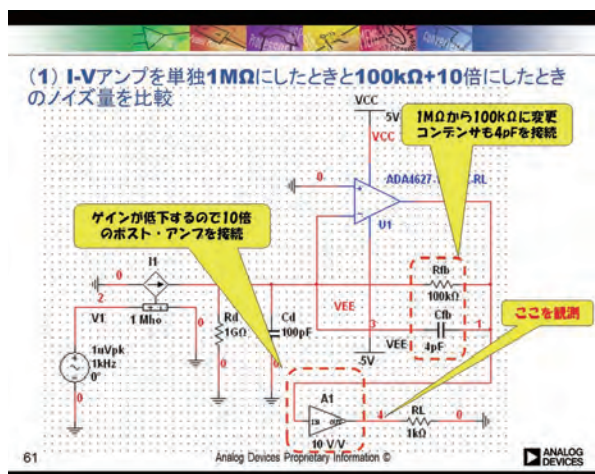 (1) I-Vアンプを単独1MΩにしたときと100kΩ+10倍にしたとき
のノイズ量を比較
VCC
5V
VCC
1MΩから100kΩに変更
コンデンサも4pFを接続
0
ADA4627-
-RL
U1
ゲインが低下するので10倍
のポスト・アンプを接続
I1
0
2
V1
1 Mho
0
Rd
1GΩ
0
Cd
100pF
VEE
Rfb
100kΩ
Cfb
3
1
4pF
VEE
-5V
ここを観測
1uVpk
1kHz
0°
0
A1
IN OUT
10 V/V
4
RL
1kΩ
0
61
Analog Devices Proprietary Information ©
ANALOG
DEVICES